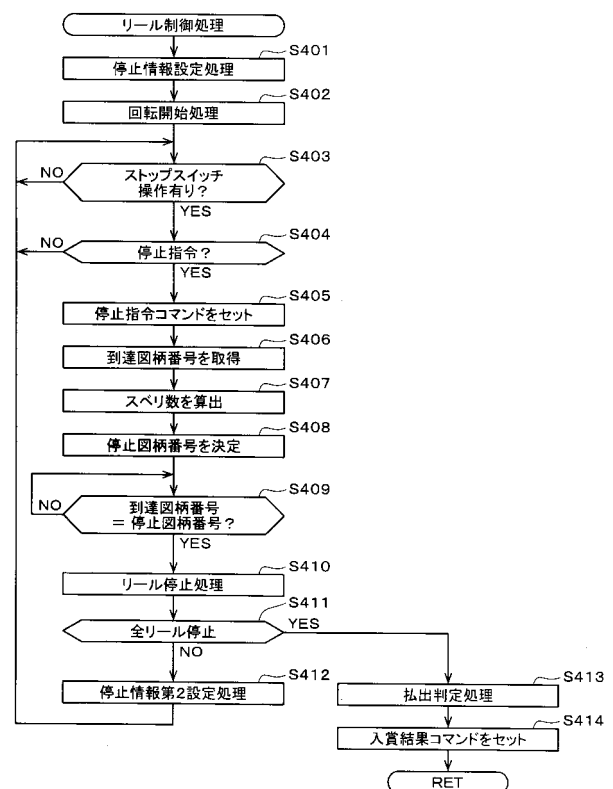 リール制御処理
S401
停止情報設定処理
S402
回転開始処理
S403
ストップスイッチ
操作有り?
NO
YES
S404
停止指令?
NO
YES
S405
停止指令コマンドをセット
S406
到達図柄番号を取得
S407
スベリ数を算出
S408
停止図柄番号を決定
S409
到達図柄番号
= 停止図柄番号?
NO
YES
S410
リール停止処理
S411
全リール停止
YES
NO
S412
停止情報第2設定処理
S413
払出判定処理
S414
入賞結果コマンドをセット
RET